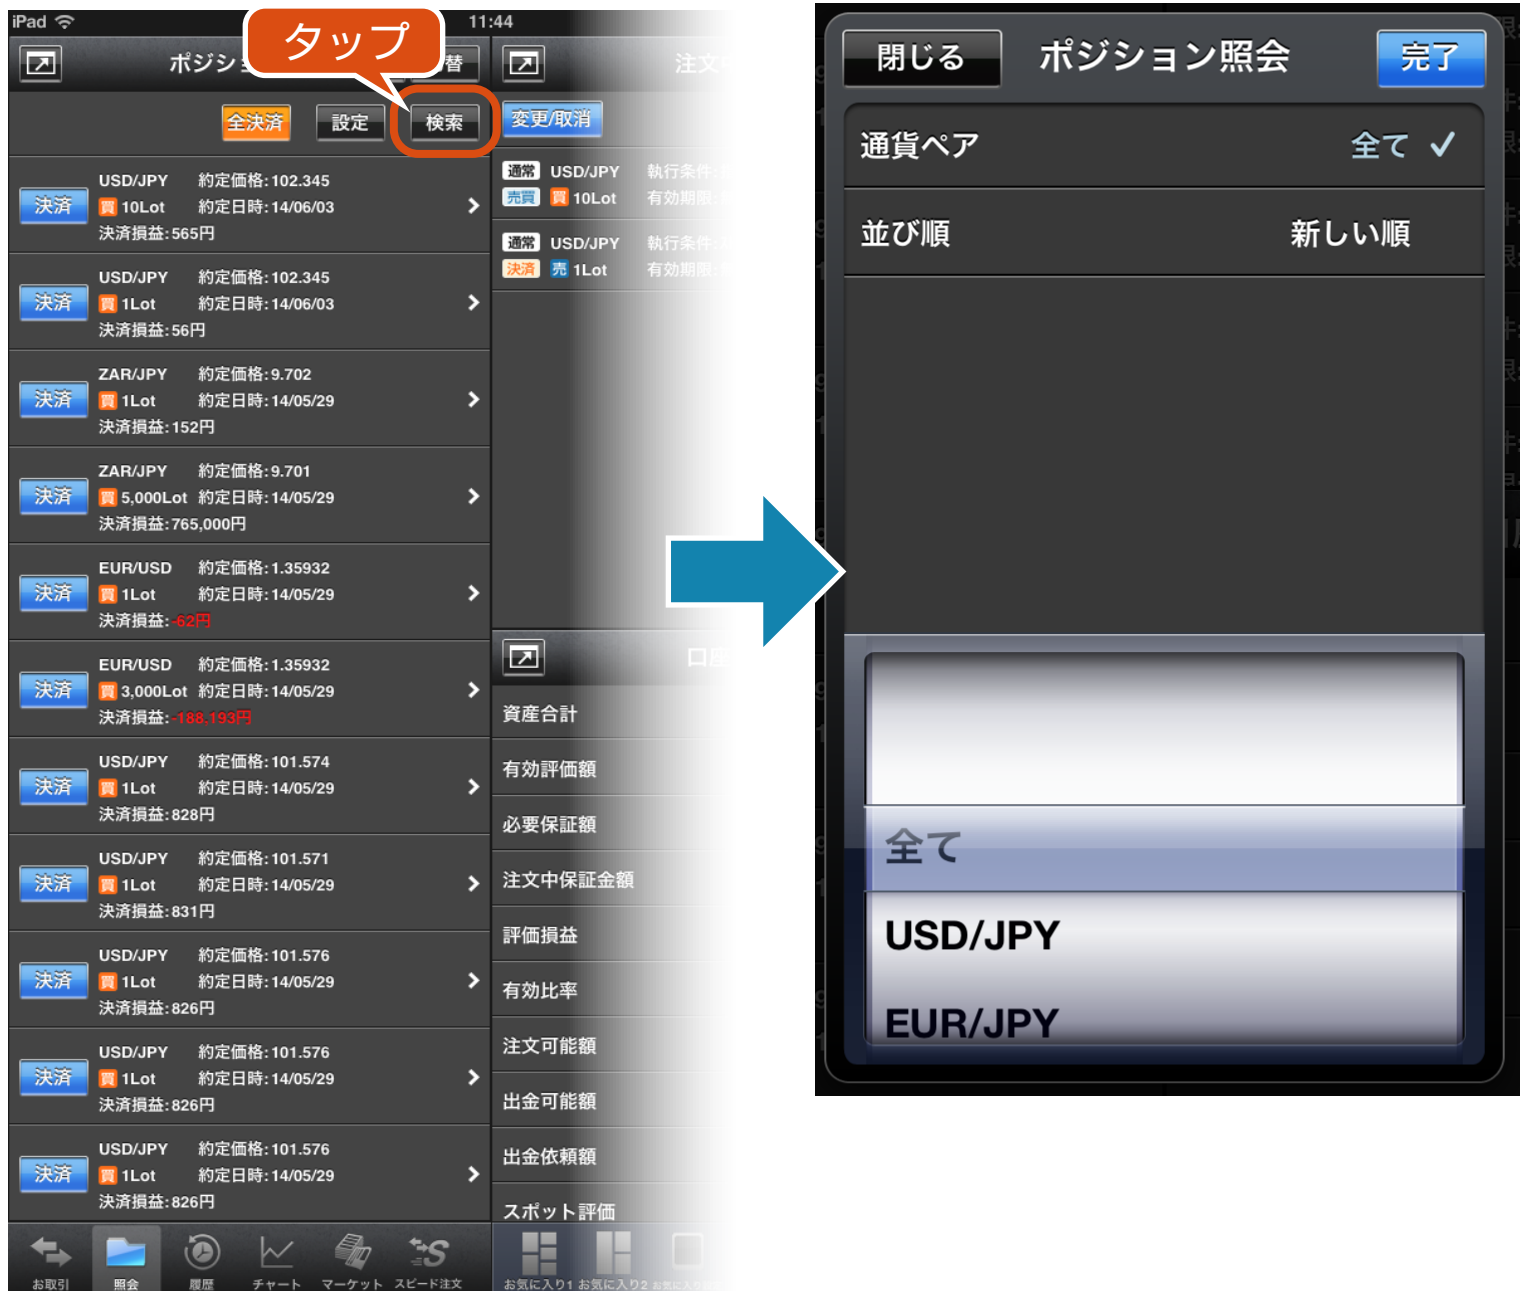 iPad
11:44
タップ
ポジシ
替
全決済
設定
検索
USD/JPY 約定価格:102.345
決済 買 10Lot 約定日時:14/06/03
決済損益:565円
USD/JPY 約定価格:102.345
決済 買 1Lot 約定日時:14/06/03
決済損益:56円
ZAR/JPY 約定価格:9.702
決済 買 1Lot 約定日時:14/05/29
決済損益:152円
ZAR/JPY 約定価格:9.701
決済 買 5,000Lot 約定日時:14/05/29
決済損益:765,000円
EUR/USD 約定価格:1.35932
決済 買 1Lot 約定日時:14/05/29
決済損益:-62円
EUR/USD 約定価格:1.35932
決済 買 3,000Lot 約定日時:14/05/29
決済損益:-188,193円
USD/JPY 約定価格:101.574
決済 買 1Lot 約定日時:14/05/29
決済損益:828円
USD/JPY 約定価格:101.571
決済 買 1Lot 約定日時:14/05/29
決済損益:831円
USD/JPY 約定価格:101.576
決済 買 1Lot 約定日時:14/05/29
決済損益:826円
USD/JPY 約定価格:101.576
決済 買 1Lot 約定日時:14/05/29
決済損益:826円
USD/JPY 約定価格:101.576
決済 買 1Lot 約定日時:14/05/29
決済損益:826円
お取引 照会 履歴 チャート マーケット スピード注文
注文
変更/取消
通常 USD/JPY 執行条件:
売買 買 10Lot 有効期限:
通常 USD/JPY 執行条件:
決済 売 1Lot 有効期限:
口座
資産合計
有効評価額
必要保証額
注文中保証金額
評価損益
有効比率
注文可能額
出金可能額
出金依頼額
スポット評価
お気に入り1 お気に入り2
閉じる ポジション照会 完了
通貨ペア 全て ✓
並び順 新しい順
全て
USD/JPY
EUR/JPY